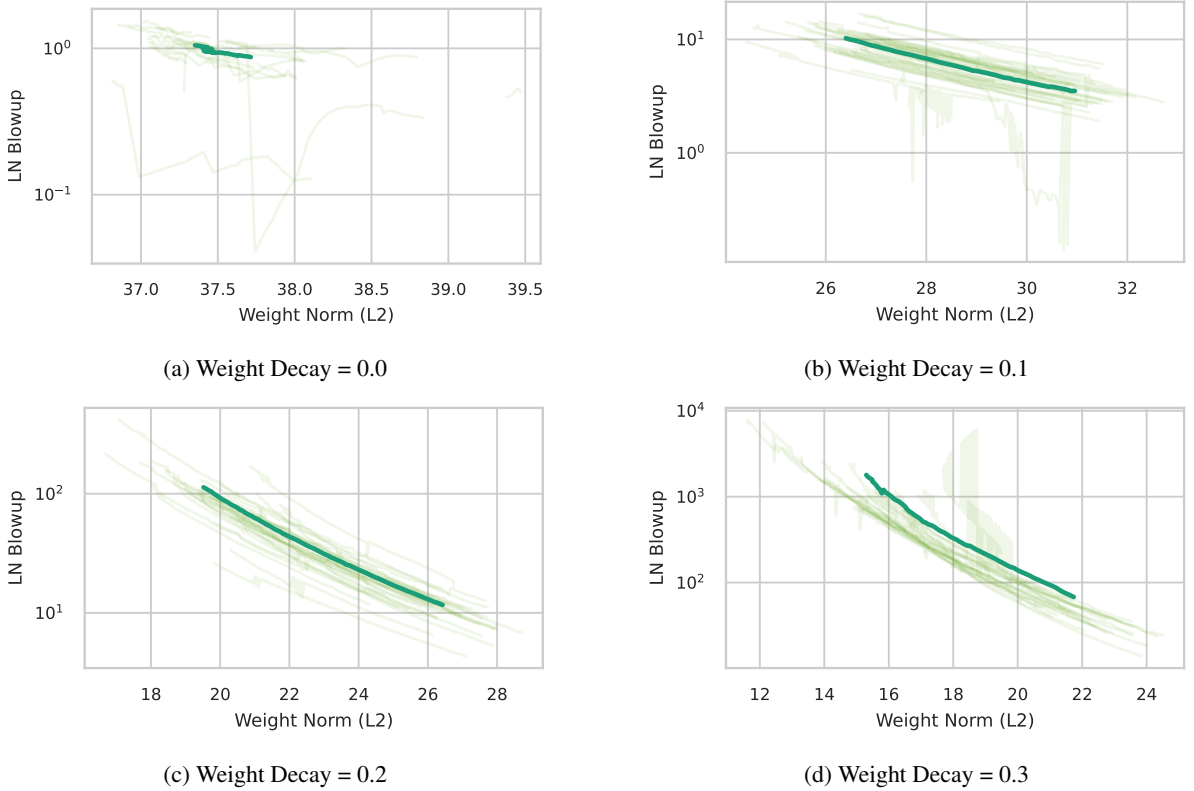 10^0
10^-1
LN Blowup
37.0 37.5 38.0 38.5 39.0 39.5
Weight Norm (L2)
(a) Weight Decay = 0.0
10^1
10^0
LN Blowup
26 28 30 32
Weight Norm (L2)
(b) Weight Decay = 0.1
10^2
10^1
LN Blowup
18 20 22 24 26 28
Weight Norm (L2)
(c) Weight Decay = 0.2
10^4
10^3
10^2
LN Blowup
12 14 16 18 20 22 24
Weight Norm (L2)
(d) Weight Decay = 0.3